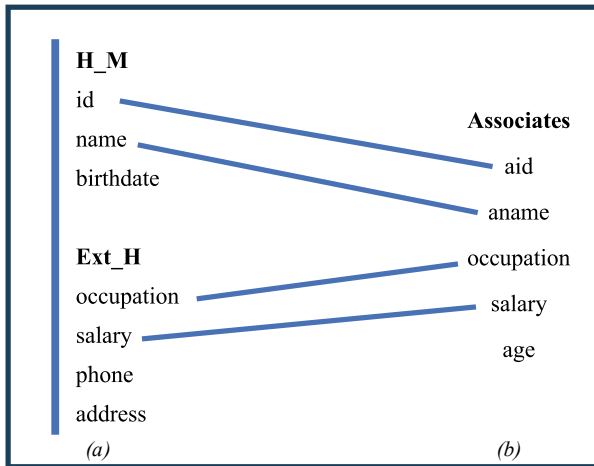 H_M
id
name
birthdate
Ext_H
occupation
salary
phone
address
(a)
Associates
aid
aname
occupation
salary
age
(b)